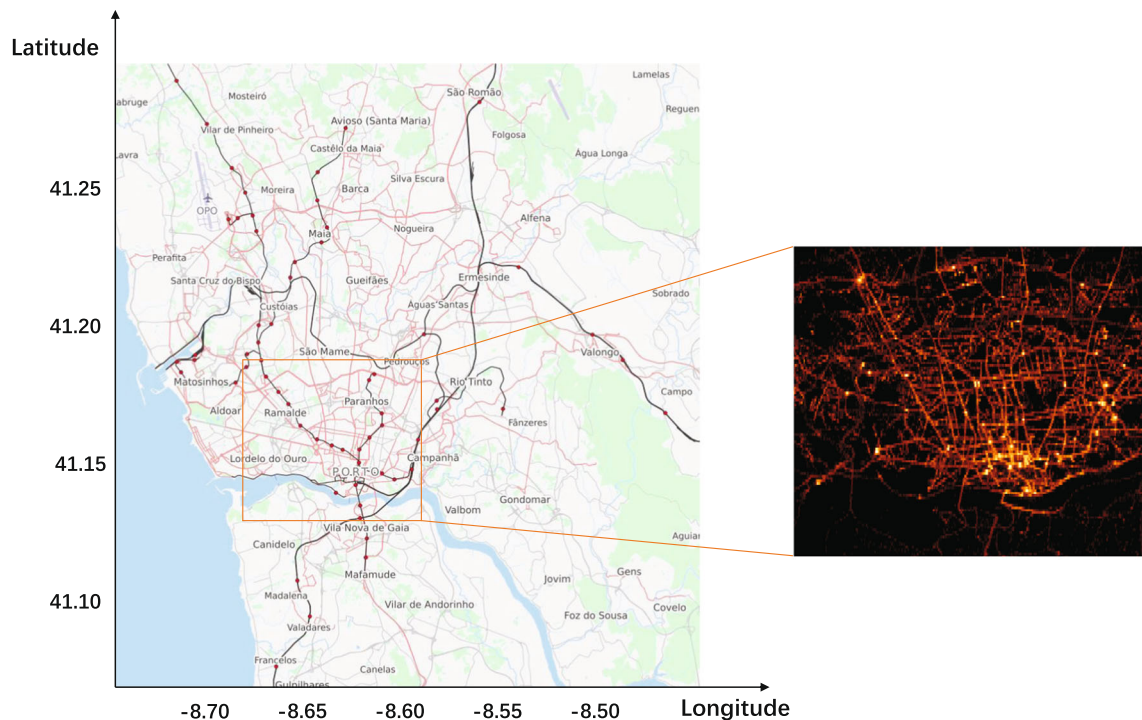 Latitude
Lamelas
Mosteiró
São Romão
abruge
Reguen
Vilar de Pinheiro
Avioso (Santa Maria)
Folgosa
Castêlo da Maia
Lavra
Água Longa
Silva Escura
41.25
Moreira
Barca
OPO
Alfena
Nogueira
Maia
Perafita
Ermesinde
Santa Cruz do Bispo
Gueifães
Sobrado
Custóias
Águas Santas
41.20
São Mame
Valongo
Pedrouços
Matosinhos
Rio Tinto
Campo
Paranhos
Aldoar
Ramalde
Fânzeres
41.15
Lordelo do Ouro
Campanhã
PORTO
Gondomar
Valbom
Vila Nova de Gaia
Aguiar
Canidelo
Mafamude
Gens
Jovim
41.10
Madalena
Vilar de Andorinho
Covelo
Foz do Sousa
Valadares
Francelos
Canelas
Gulpilhares
-8.70
-8.65
-8.60
-8.55
-8.50
Longitude